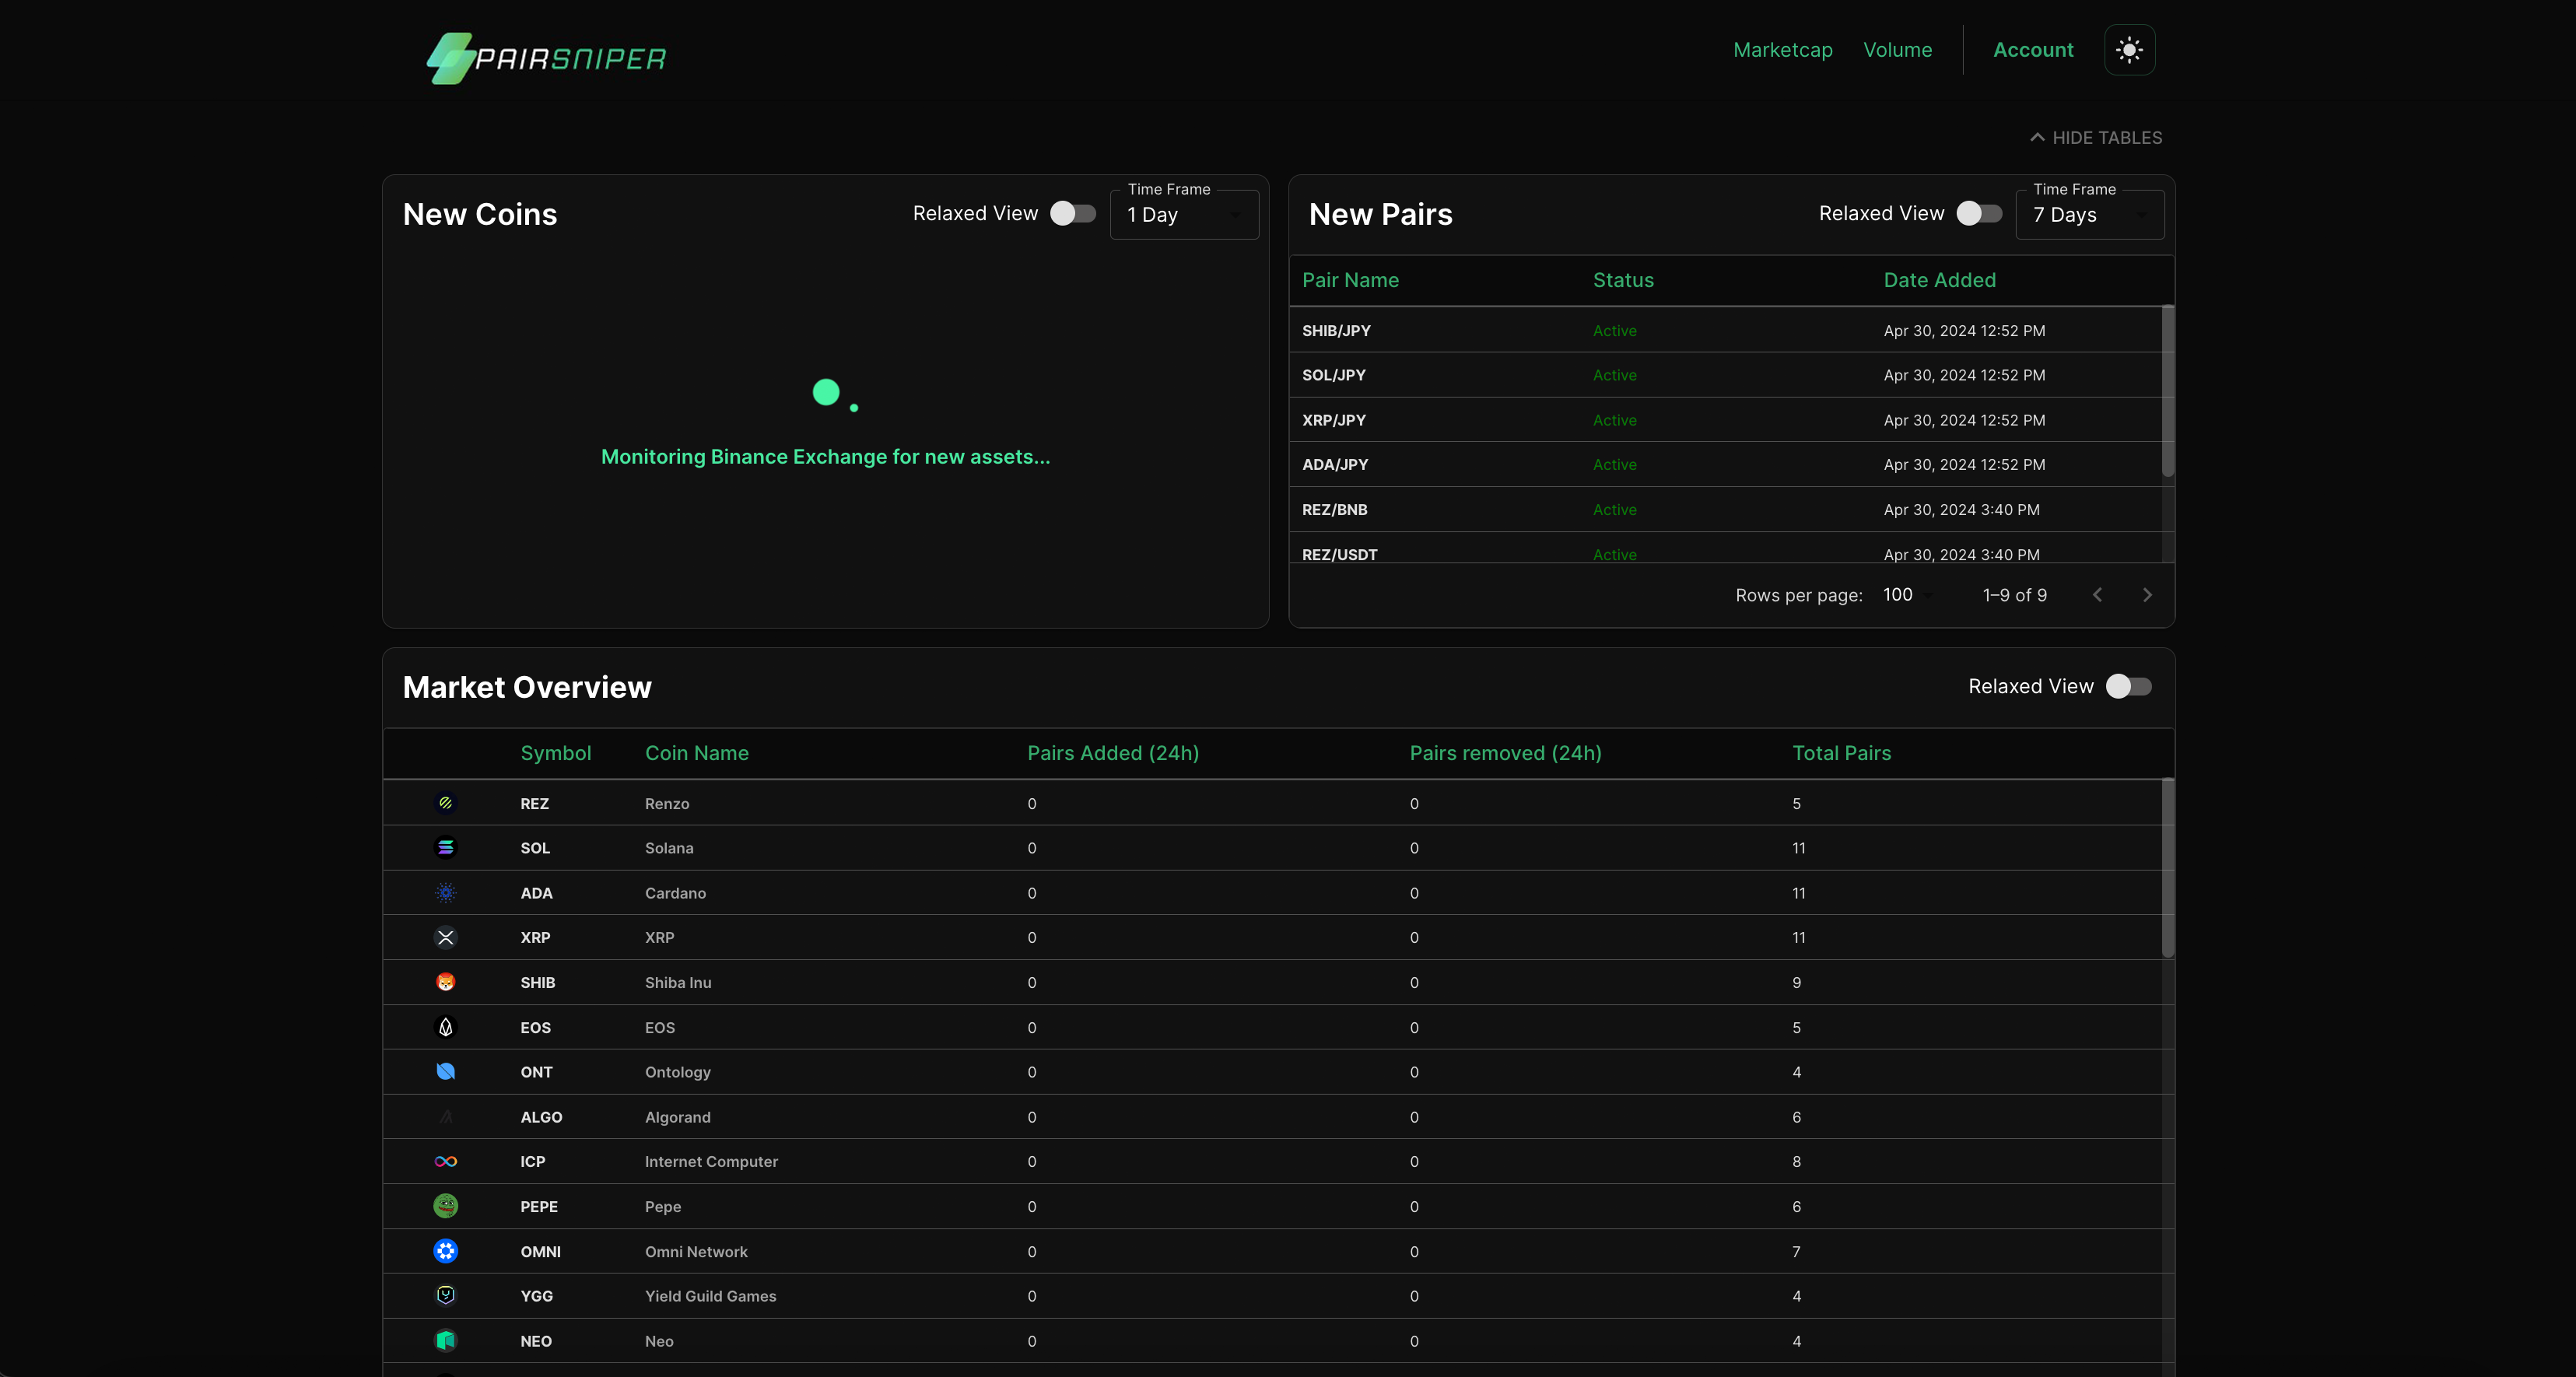 PAIRSNIPER
Marketcap Volume Account
HIDE TABLES
New Coins Relaxed View Time Frame 1 Day
Monitoring Binance Exchange for new assets...
New Pairs Relaxed View Time Frame 7 Days
Pair Name Status Date Added
SHIB/JPY Active Apr 30, 2024 12:52 PM
SOL/JPY Active Apr 30, 2024 12:52 PM
XRP/JPY Active Apr 30, 2024 12:52 PM
ADA/JPY Active Apr 30, 2024 12:52 PM
REZ/BNB Active Apr 30, 2024 3:40 PM
REZ/USDT Active Apr 30, 2024 3:40 PM
Rows per page: 100 1–9 of 9
Market Overview Relaxed View
Symbol Coin Name Pairs Added (24h) Pairs removed (24h) Total Pairs
REZ Renzo 0 0 5
SOL Solana 0 0 11
ADA Cardano 0 0 11
XRP XRP 0 0 11
SHIB Shiba Inu 0 0 9
EOS EOS 0 0 5
ONT Ontology 0 0 4
ALGO Algorand 0 0 6
ICP Internet Computer 0 0 8
PEPE Pepe 0 0 6
OMNI Omni Network 0 0 7
YGG Yield Guild Games 0 0 4
NEO Neo 0 0 4